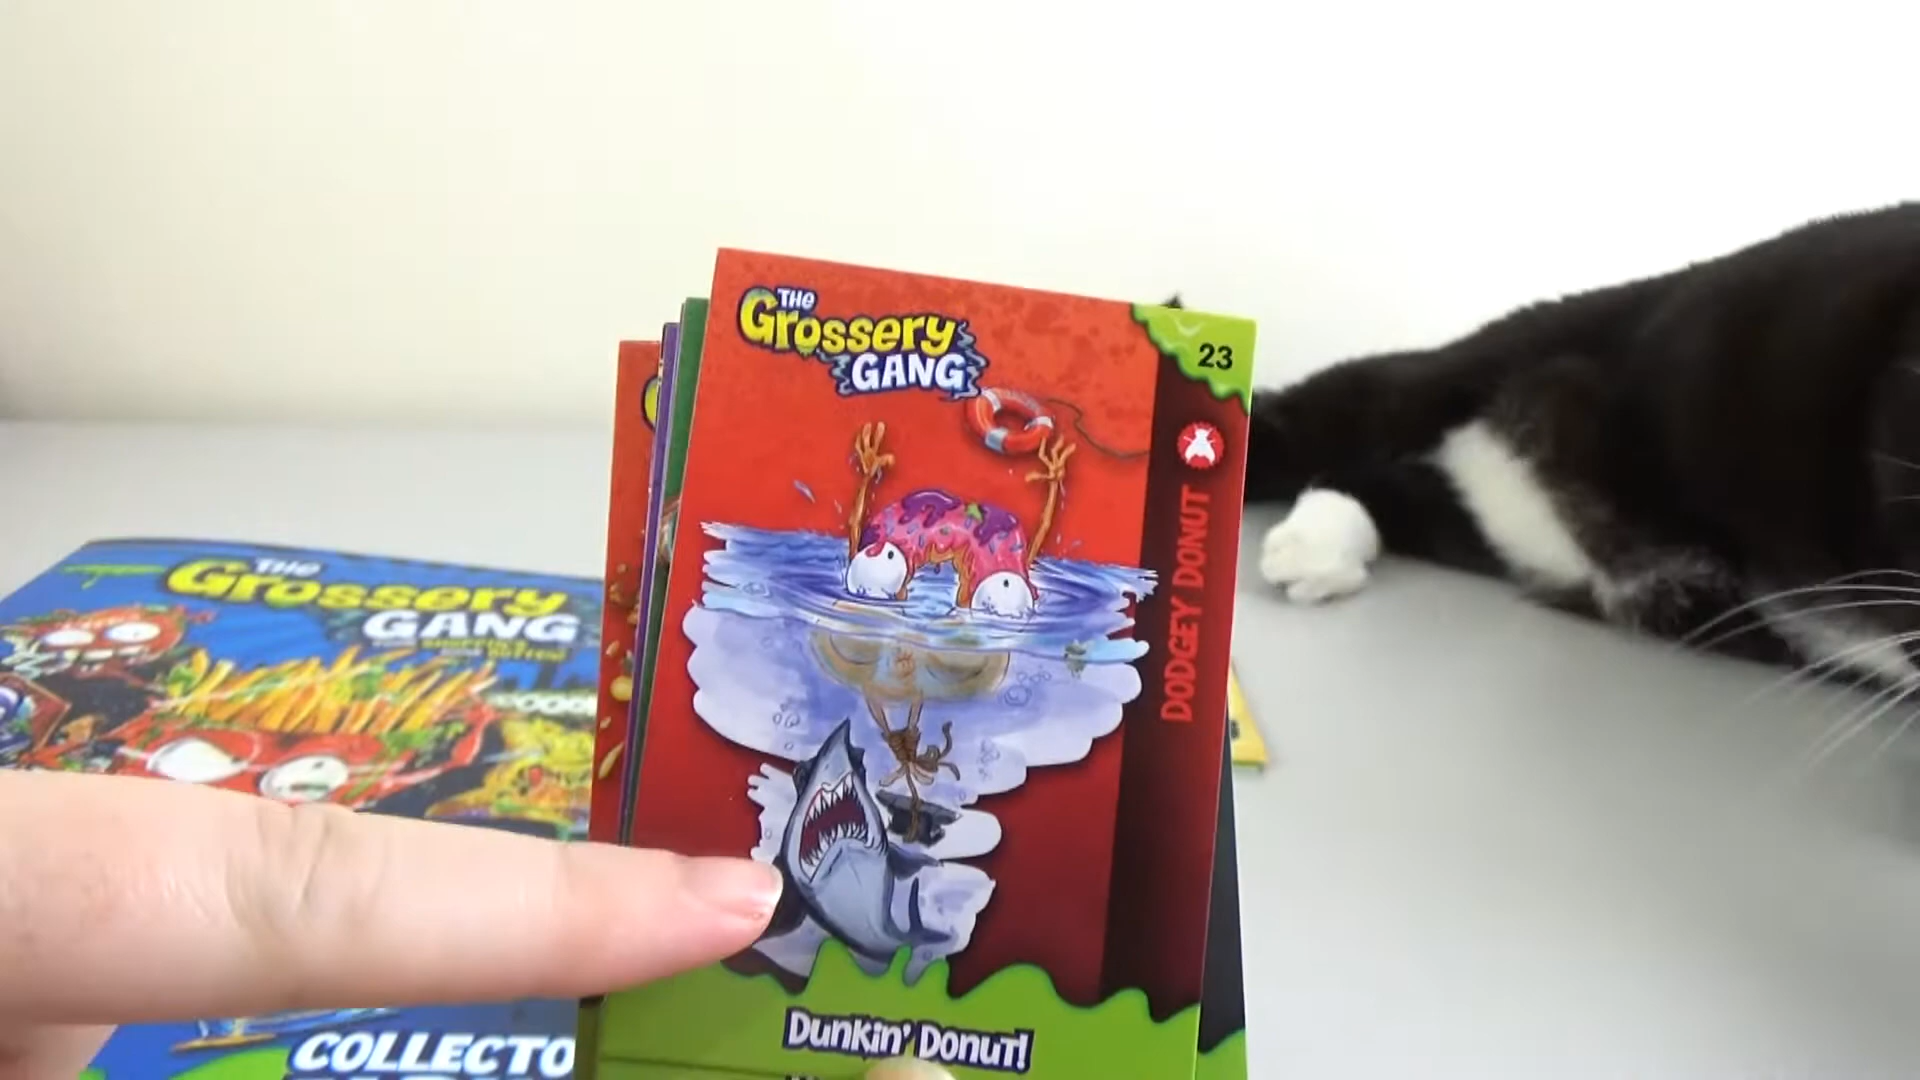 THE
Grossery
GANG
23
DODGEY DONUT
Dunkin' Donut!
THE
Grossery
GANG
COLLECTO